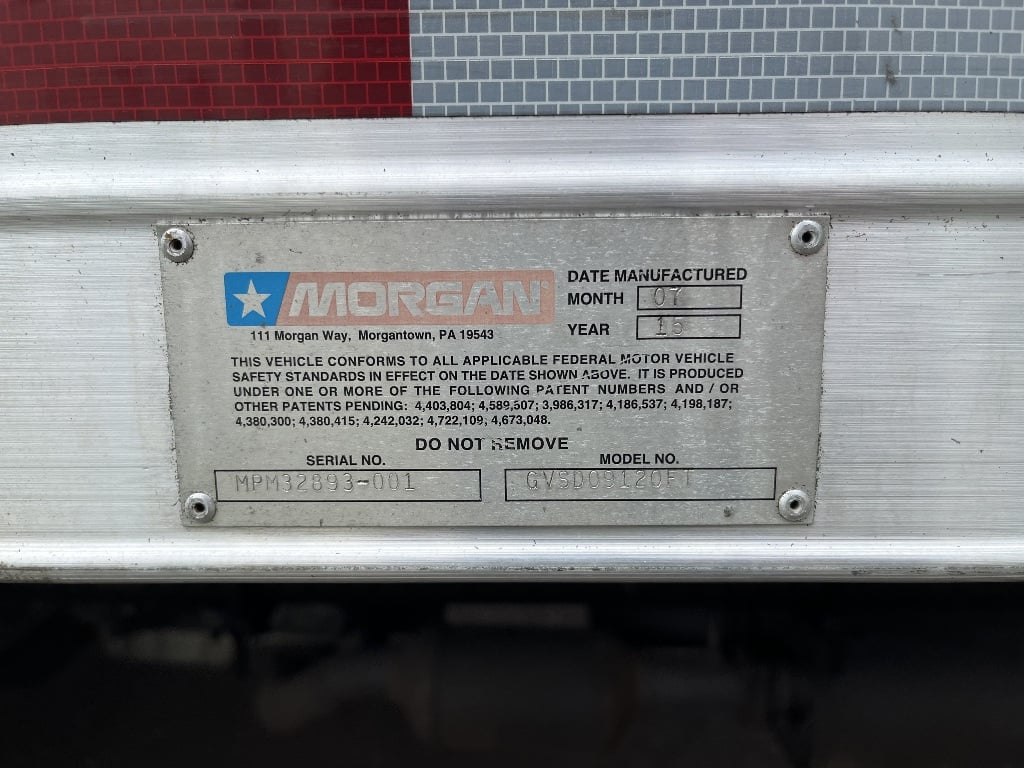 MORGAN
111 Morgan Way, Morgantown, PA 19543
DATE MANUFACTURED
MONTH 07
YEAR 15
THIS VEHICLE CONFORMS TO ALL APPLICABLE FEDERAL MOTOR VEHICLE
SAFETY STANDARDS IN EFFECT ON THE DATE SHOWN ABOVE. IT IS PRODUCED
UNDER ONE OR MORE OF THE FOLLOWING PATENT NUMBERS AND / OR
OTHER PATENTS PENDING: 4,403,804; 4,589,507; 3,986,317; 4,186,537; 4,198,187;
4,380,300; 4,380,415; 4,242,032; 4,722,109; 4,673,048.
DO NOT REMOVE
SERIAL NO.
MPM32893-001
MODEL NO.
GVSD09120FT